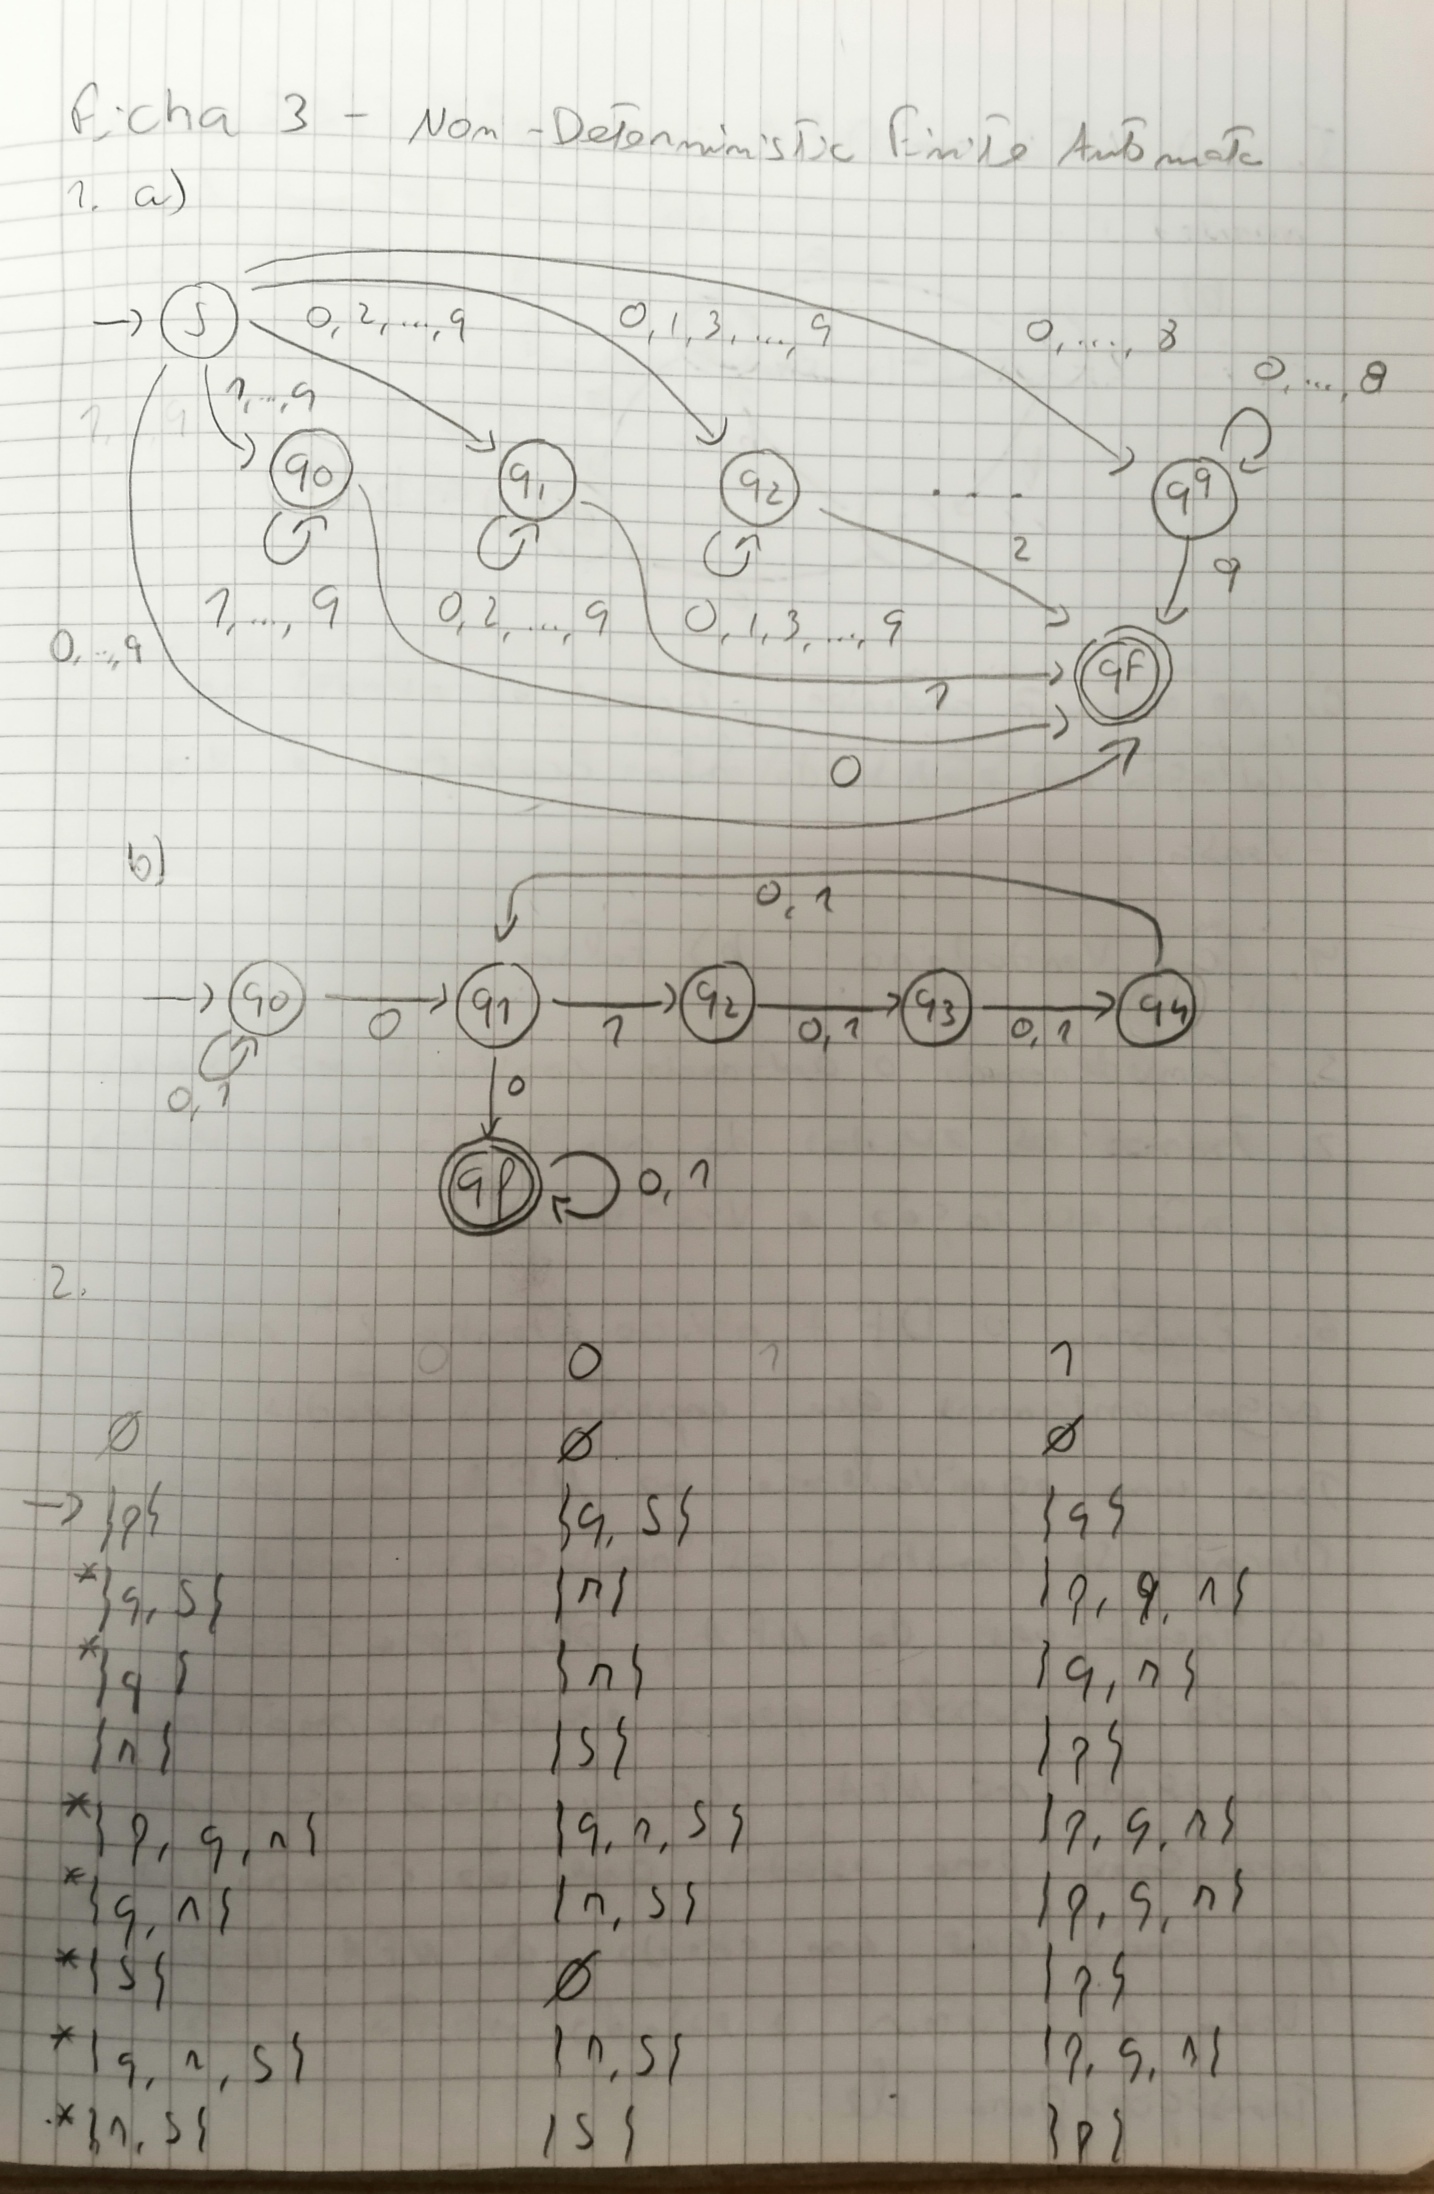 Ficha 3 - Non-Deterministic Finite Automata
1. a)
S
0, 2, ..., 9
0, 1, 3, ..., 9
0, ...., 8
0, ..., 8
1, ..., 9
q0
q1
q2
. . .
q9
2
9
1, ..., 9
0, 2, ..., 9
0, 1, 3, ..., 9
0, ..., 9
qf
1
0
b)
0, 1
q0
0
q1
1
q2
0, 1
q3
0, 1
q4
0, 1
0
qf
0, 1
2.
0 1
∅ ∅ ∅
→ {p} {q, s} {q}
*{q, s} {r} {p, q, r}
*{q} {r} {q, r}
{r} {s} {p}
*{p, q, r} {q, r, s} {p, q, r}
*{q, r} {r, s} {p, q, r}
*{s} ∅ {p}
*{q, r, s} {r, s} {p, q, r}
*{r, s} {s} {p}